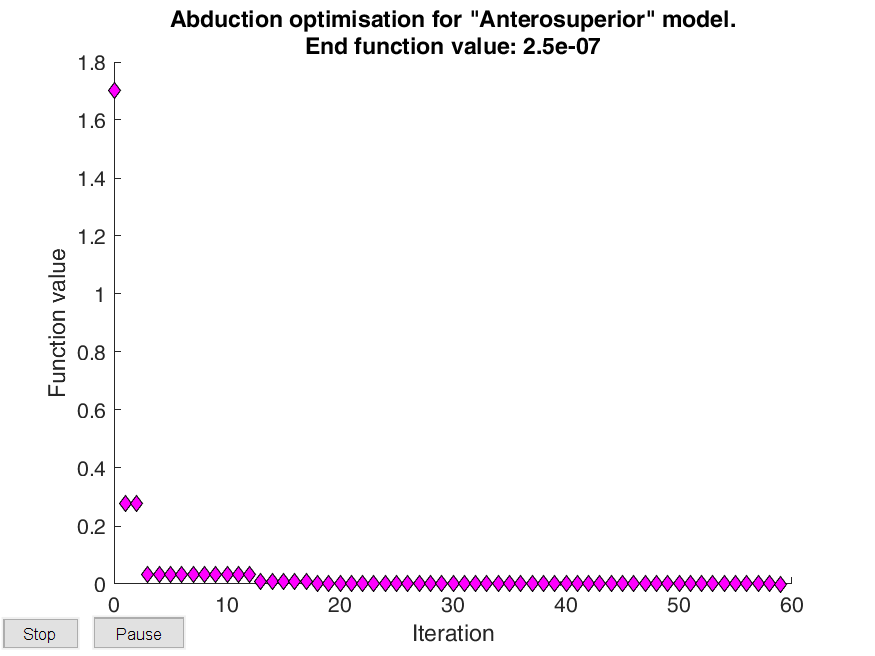 Abduction optimisation for "Anterosuperior" model.
End function value: 2.5e-07
1.8
1.6
1.4
1.2
1
0.8
0.6
0.4
0.2
0
Function value
0 10 20 30 40 50 60
Iteration
Stop Pause